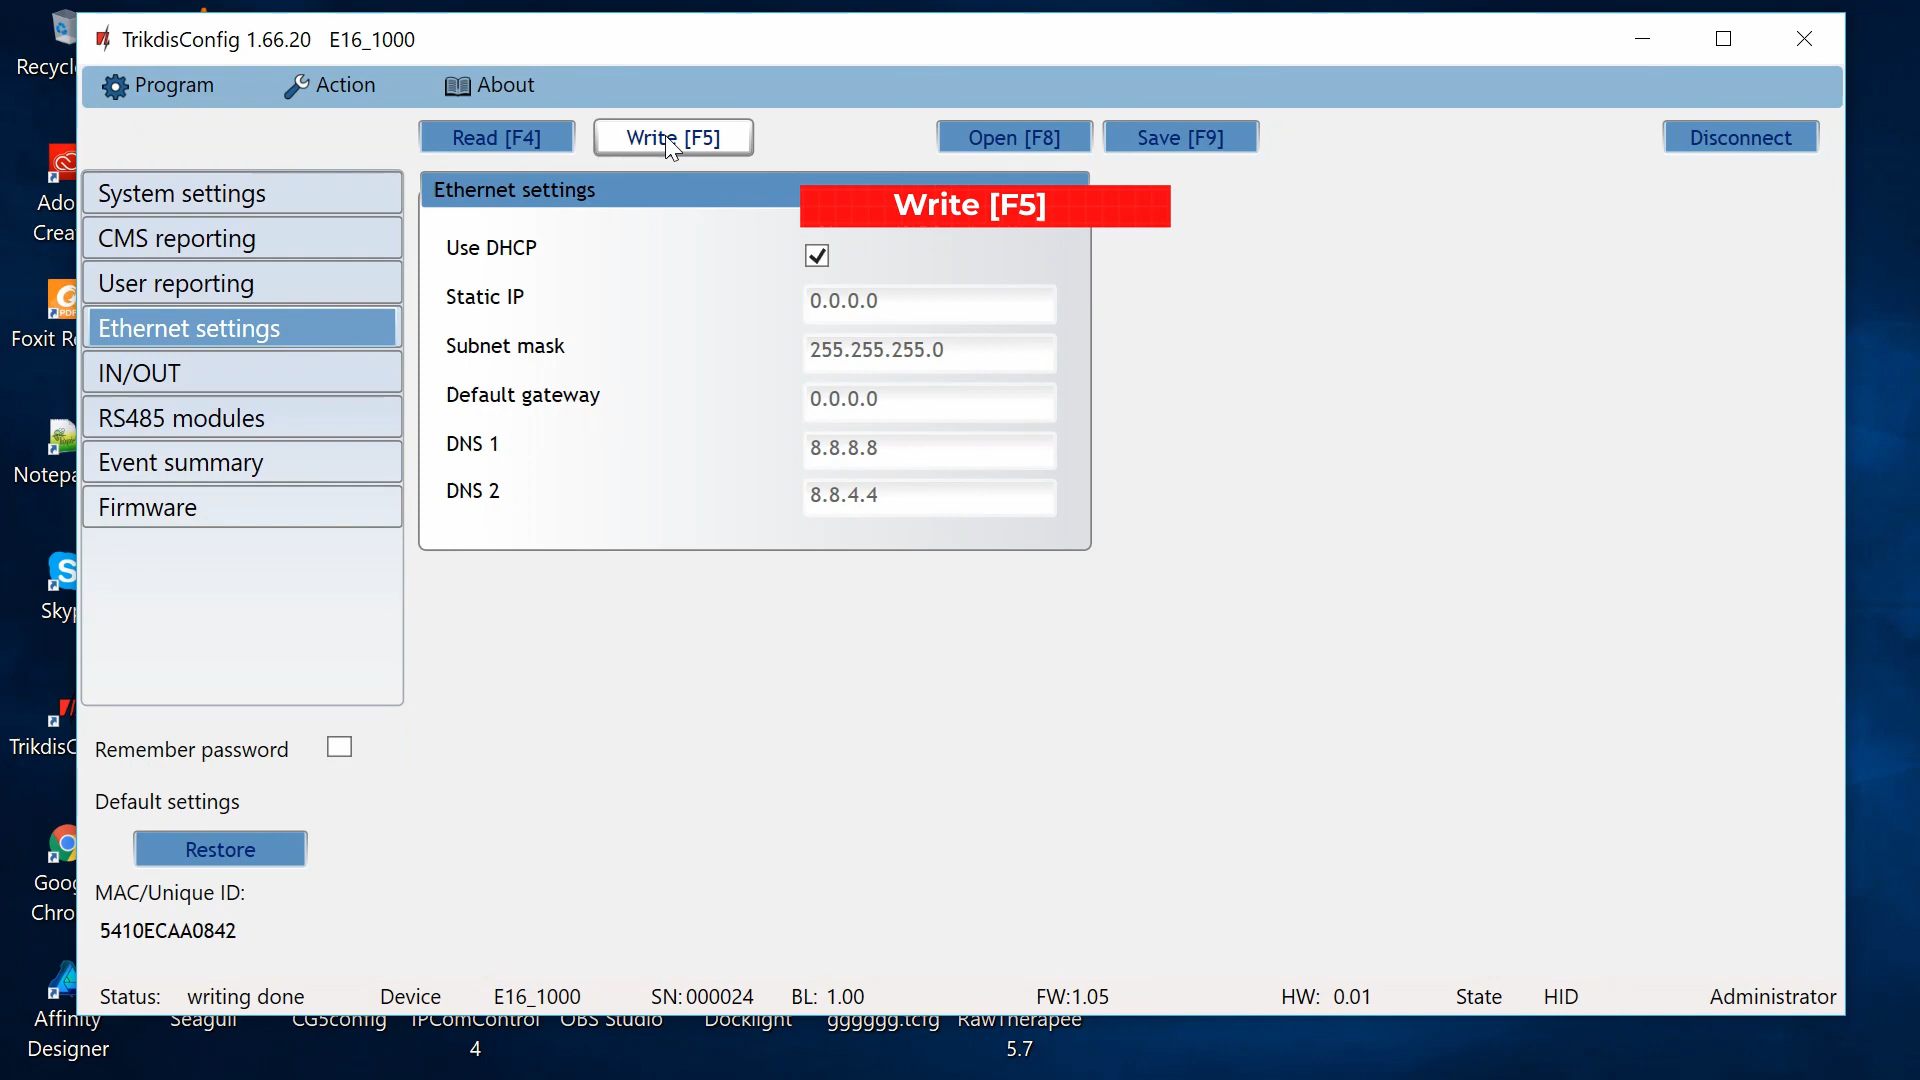 Recycl
TrikdisConfig 1.66.20 E16_1000
Program Action About
Read [F4] Write [F5] Open [F8] Save [F9] Disconnect
Ado
Crea
Foxit R
Notepa
Skyp
TrikdisC
Goog
Chro
Affinity
Designer
System settings
CMS reporting
User reporting
Ethernet settings
IN/OUT
RS485 modules
Event summary
Firmware
Ethernet settings
Write [F5]
Use DHCP
Static IP 0.0.0.0
Subnet mask 255.255.255.0
Default gateway 0.0.0.0
DNS 1 8.8.8.8
DNS 2 8.8.4.4
Remember password
Default settings
Restore
MAC/Unique ID:
5410ECAA0842
Status: writing done Device E16_1000 SN:000024 BL: 1.00 FW:1.05 HW: 0.01 State HID Administrator
Seagull CG5config IPComControl OBS Studio Docklight gggggg.tcfg RawTherapee
4 5.7